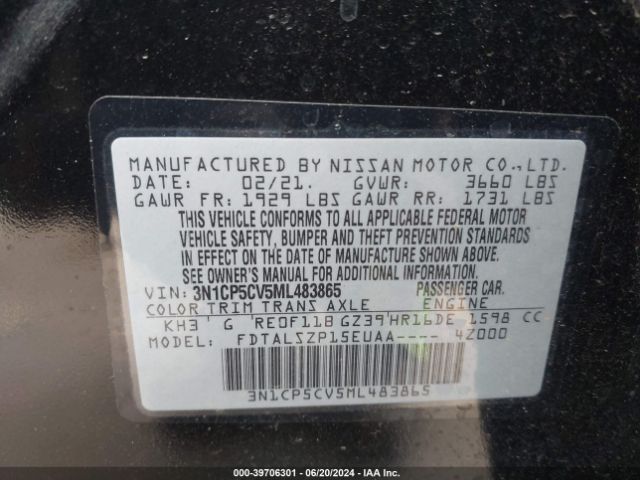 MANUFACTURED BY NISSAN MOTOR CO.,LTD.
DATE: 02/21. GVWR: 3660 LBS
GAWR FR: 1929 LBS GAWR RR: 1731 LBS
THIS VEHICLE CONFORMS TO ALL APPLICABLE FEDERAL MOTOR
VEHICLE SAFETY, BUMPER AND THEFT PREVENTION STANDARDS
IN EFFECT ON THE DATE OF MANUFACTURE SHOWN ABOVE.
SEE OWNER'S MANUAL FOR ADDITIONAL INFORMATION.
VIN: 3N1CP5CV5ML483865 PASSENGER CAR.
COLOR TRIM TRANS AXLE ENGINE
KH3 G RE0F11B GZ39 HR16DE 1598 CC
MODEL: FDTALSZP15EUAA---- 4Z000
3N1CP5CV5ML483865
000-39706301 - 06/20/2024 - IAA Inc.